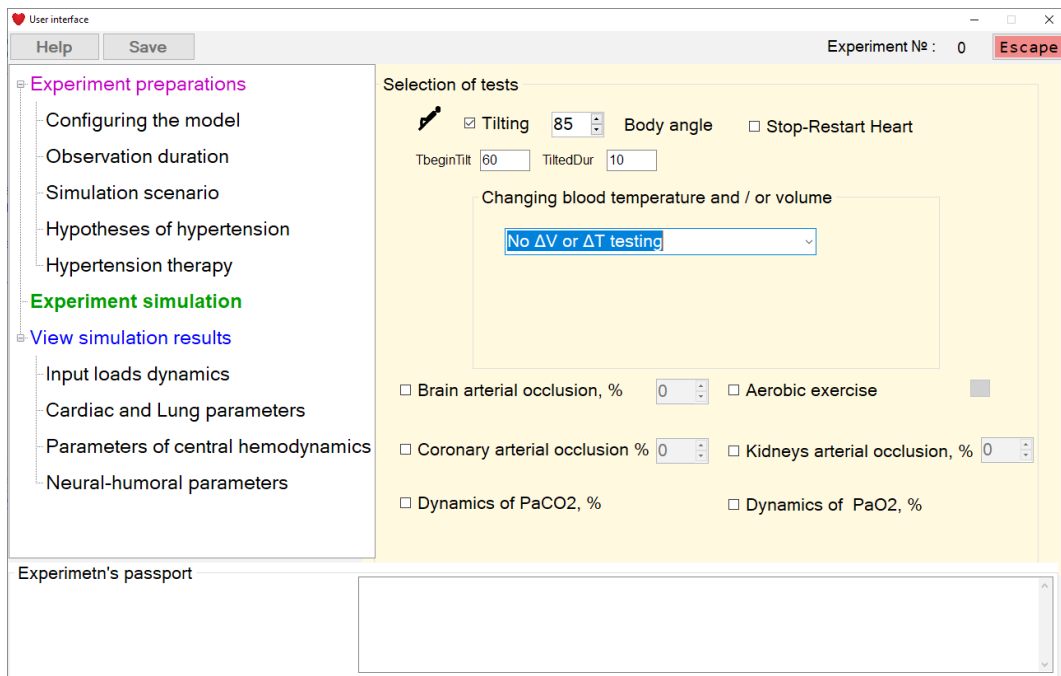 User interface
Help Save Experiment № : 0 Escape
Experiment preparations
Configuring the model
Observation duration
Simulation scenario
Hypotheses of hypertension
Hypertension therapy
Experiment simulation
View simulation results
Input loads dynamics
Cardiac and Lung parameters
Parameters of central hemodynamics
Neural-humoral parameters
Selection of tests
Tilting 85 Body angle Stop-Restart Heart
TbeginTilt 60 TiltedDur 10
Changing blood temperature and / or volume
No ΔV or ΔT testing
Brain arterial occlusion, % 0 Aerobic exercise
Coronary arterial occlusion % 0 Kidneys arterial occlusion, % 0
Dynamics of PaCO2, % Dynamics of PaO2, %
Experimetn's passport